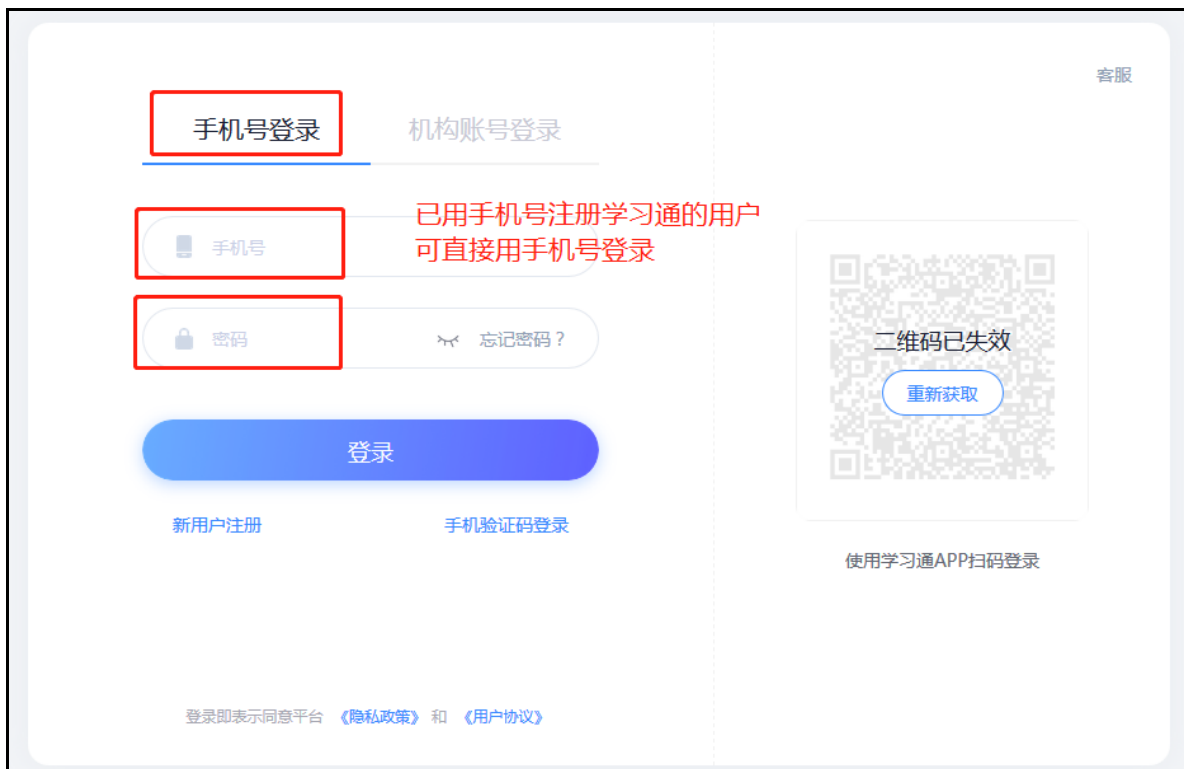 客服
手机号登录
机构账号登录
已用手机号注册学习通的用户
可直接用手机号登录
手机号
密码
忘记密码？
登录
新用户注册
手机验证码登录
二维码已失效
重新获取
使用学习通APP扫码登录
登录即表示同意平台 《隐私政策》 和 《用户协议》